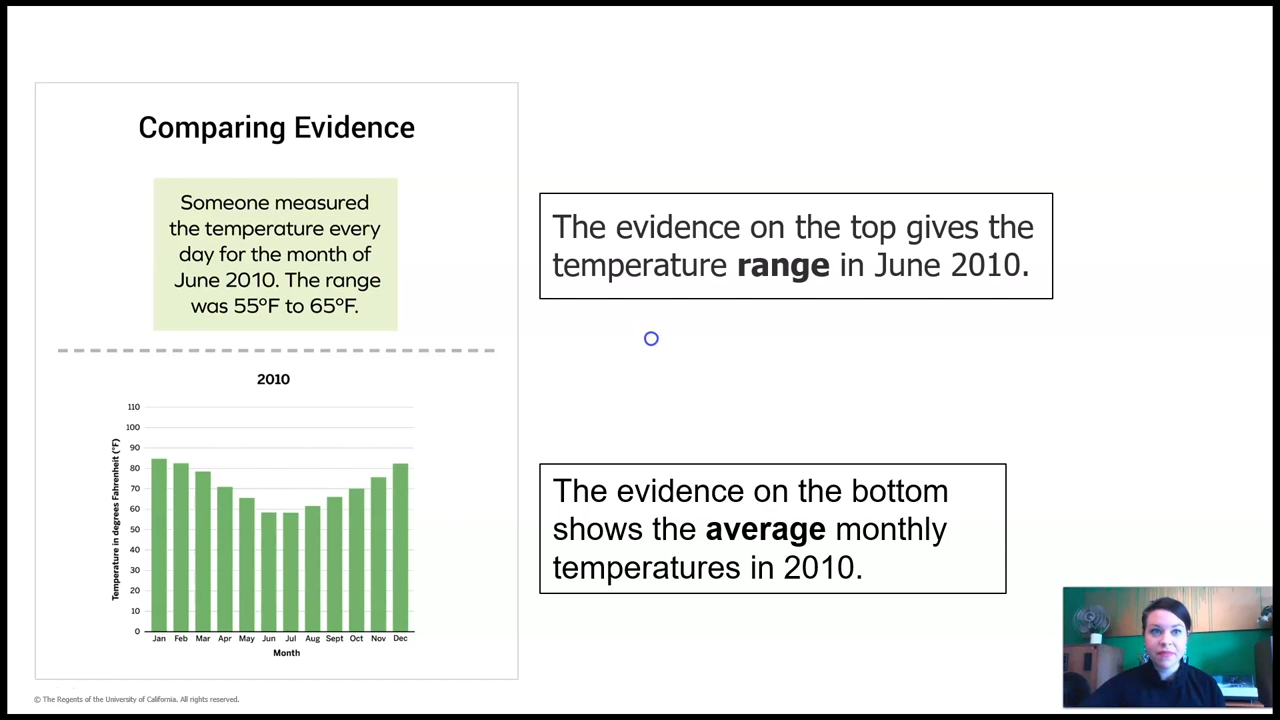 Comparing Evidence
Someone measured
the temperature every
day for the month of
June 2010. The range
was 55°F to 65°F.
The evidence on the top gives the
temperature range in June 2010.
2010
Temperature in degrees Fahrenheit (°F)
110
100
90
80
70
60
50
40
30
20
10
0
Jan Feb Mar Apr May Jun Jul Aug Sept Oct Nov Dec
Month
The evidence on the bottom
shows the average monthly
temperatures in 2010.
© The Regents of the University of California. All rights reserved.